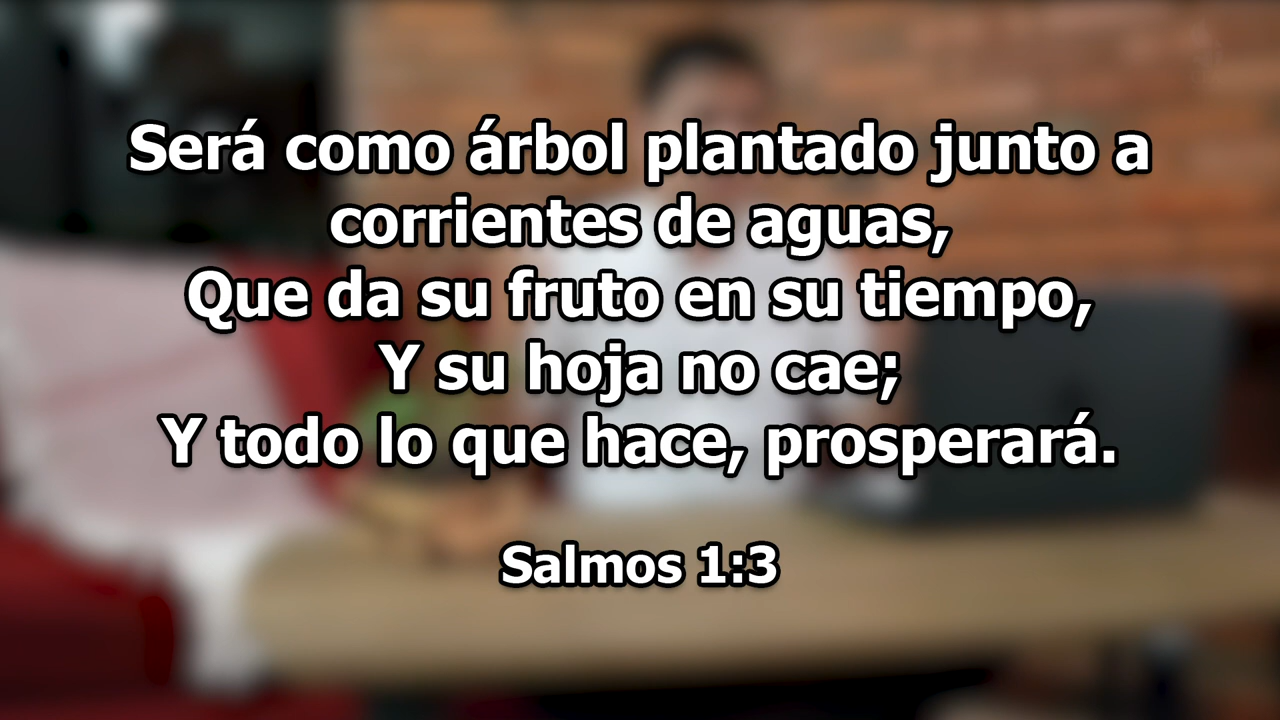 Será como árbol plantado junto a
corrientes de aguas,
Que da su fruto en su tiempo,
Y su hoja no cae;
Y todo lo que hace, prosperará.
Salmos 1:3